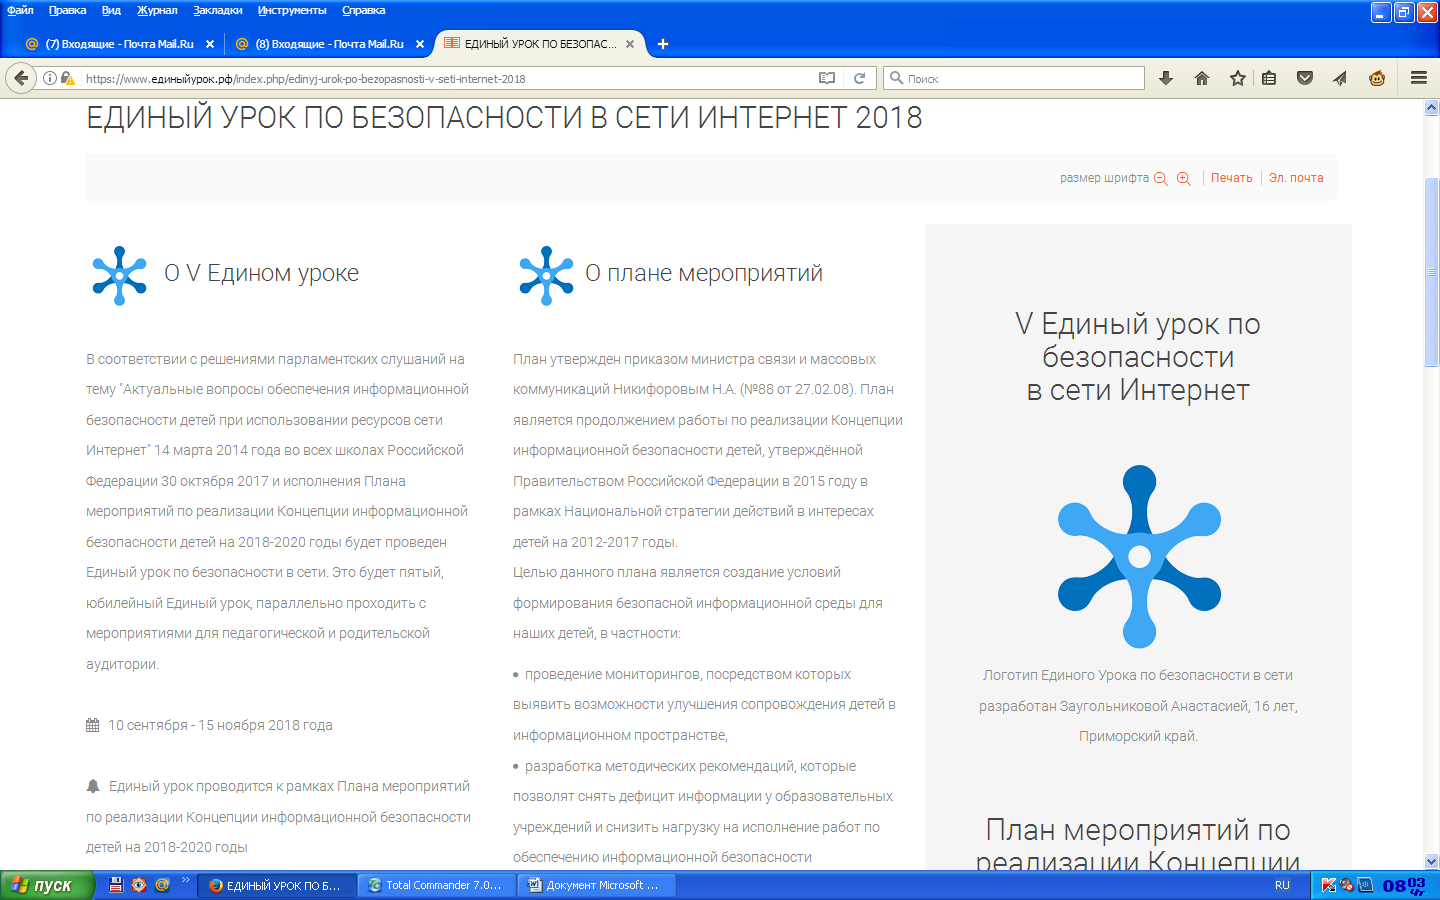 Файл Правка Вид Журнал Закладки Инструменты Справка
(7) Входящие - Почта Mail.Ru
(8) Входящие - Почта Mail.Ru
ЕДИНЫЙ УРОК ПО БЕЗОПАС...
https://www.единыйурок.рф/index.php/edinyj-urok-po-bezopasnosti-v-seti-internet-2018
Поиск
ЕДИНЫЙ УРОК ПО БЕЗОПАСНОСТИ В СЕТИ ИНТЕРНЕТ 2018
размер шрифта Печать Эл. почта
О V Едином уроке
В соответствии с решениями парламентских слушаний на
тему "Актуальные вопросы обеспечения информационной
безопасности детей при использовании ресурсов сети
Интернет" 14 марта 2014 года во всех школах Российской
Федерации 30 октября 2017 и исполнения Плана
мероприятий по реализации Концепции информационной
безопасности детей на 2018-2020 годы будет проведен
Единый урок по безопасности в сети. Это будет пятый,
юбилейный Единый урок, параллельно проходить с
мероприятиями для педагогической и родительской
аудитории.
10 сентября - 15 ноября 2018 года
Единый урок проводится к рамках Плана мероприятий
по реализации Концепции информационной безопасности
детей на 2018-2020 годы
О плане мероприятий
План утвержден приказом министра связи и массовых
коммуникаций Никифоровым Н.А. (№88 от 27.02.08). План
является продолжением работы по реализации Концепции
информационной безопасности детей, утверждённой
Правительством Российской Федерации в 2015 году в
рамках Национальной стратегии действий в интересах
детей на 2012-2017 годы.
Целью данного плана является создание условий
формирования безопасной информационной среды для
наших детей, в частности:
• проведение мониторингов, посредством которых
выявить возможности улучшения сопровождения детей в
информационном пространстве,
• разработка методических рекомендаций, которые
позволят снять дефицит информации у образовательных
учреждений и снизить нагрузку на исполнение работ по
обеспечению информационной безопасности
V Единый урок по
безопасности
в сети Интернет
Логотип Единого Урока по безопасности в сети
разработан Заугольниковой Анастасией, 16 лет,
Приморский край.
План мероприятий по
реализации Концепции
пуск
ЕДИНЫЙ УРОК ПО Б...
Total Commander 7.0...
Документ Microsoft ...
RU
08 03
Чт